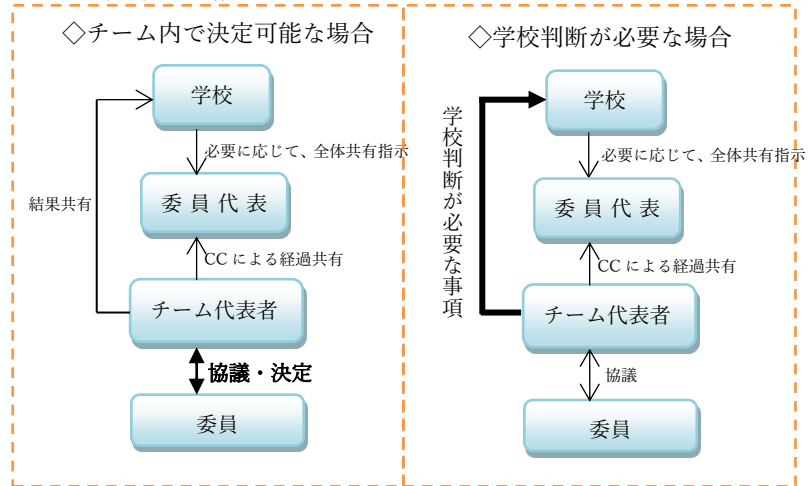 ◇チーム内で決定可能な場合
学校
必要に応じて、全体共有指示
結果共有
委 員 代 表
CC による経過共有
チーム代表者
協議・決定
委員
◇学校判断が必要な場合
学校
学校判断が必要な事項
必要に応じて、全体共有指示
委 員 代 表
CC による経過共有
チーム代表者
協議
委員